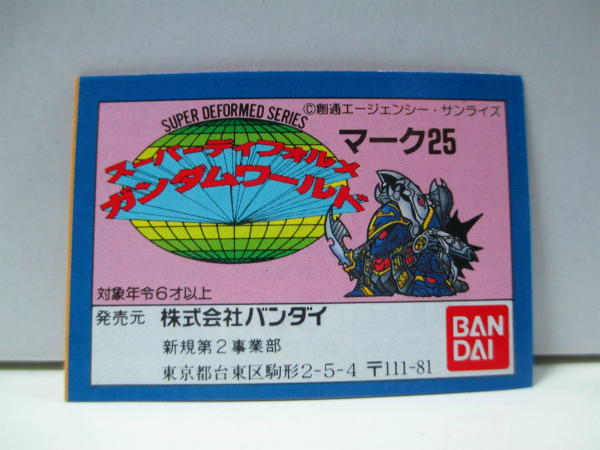 SUPER DEFORMED SERIES
©創通エージェンシー・サンライズ
マーク25
スーパーディフォルメ
ガンダムワールド
対象年令6才以上
発売元 株式会社バンダイ
新規第2事業部
東京都台東区駒形2-5-4 〒111-81
BAN
DAI